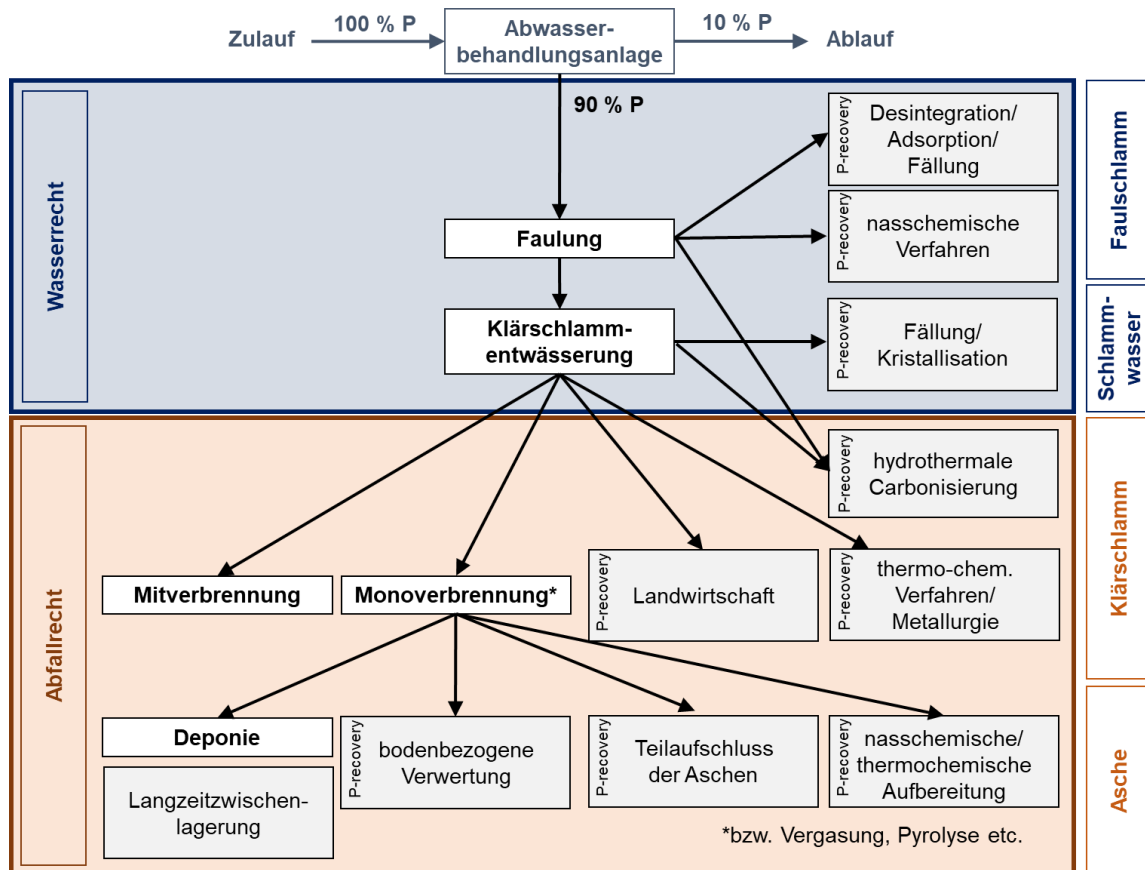 Zulauf
100 % P
Abwasser-
behandlungsanlage
10 % P
Ablauf
90 % P
Wasserrecht
Faulung
Klärschlamm-
entwässerung
P-recovery
Desintegration/
Adsorption/
Fällung
P-recovery
nasschemische
Verfahren
P-recovery
Fällung/
Kristallisation
Faulschlamm
Schlamm-
wasser
Abfallrecht
P-recovery
hydrothermale
Carbonisierung
Mitverbrennung
Monoverbrennung*
P-recovery
Landwirtschaft
P-recovery
thermo-chem.
Verfahren/
Metallurgie
Klärschlamm
Deponie
Langzeitzwischen-
lagerung
P-recovery
bodenbezogene
Verwertung
P-recovery
Teilaufschluss
der Aschen
P-recovery
nasschemische/
thermochemische
Aufbereitung
*bzw. Vergasung, Pyrolyse etc.
Asche